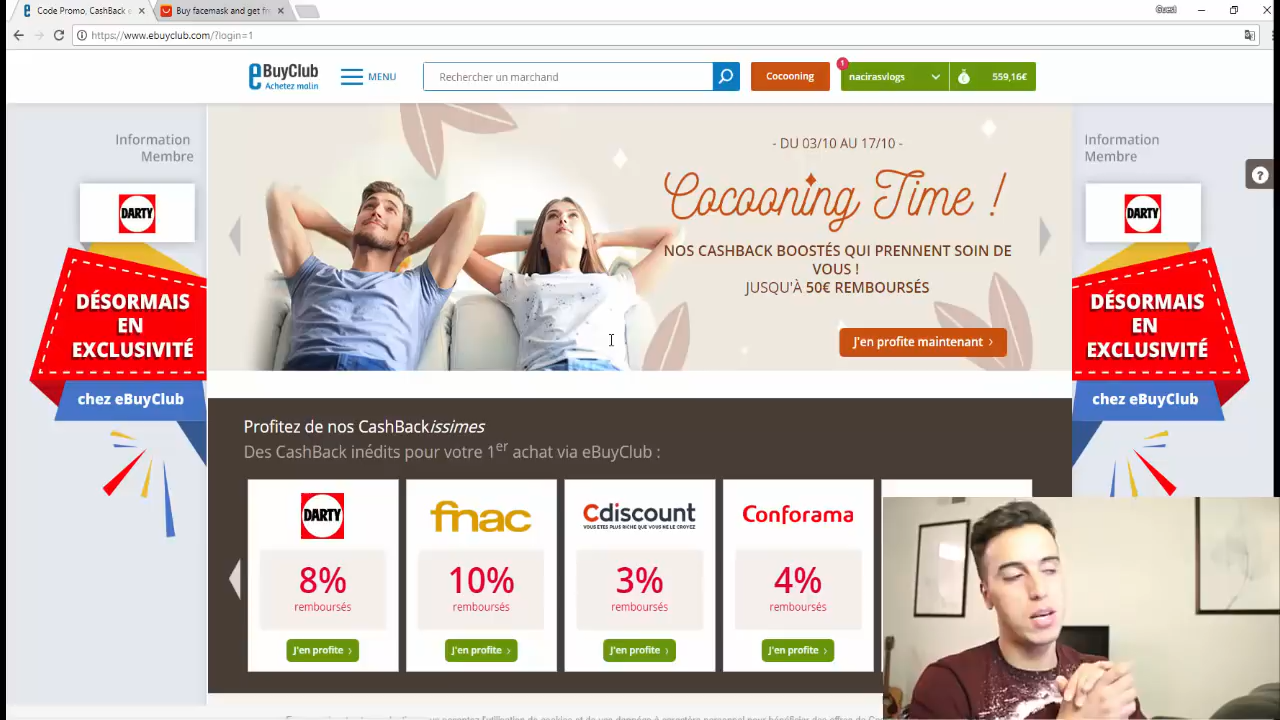 Code Promo, CashBack
Buy facemask and get fr
Guest
https://www.ebuyclub.com/?login=1
eBuyClub
Achetez malin
MENU
Rechercher un marchand
Cocooning
1
nacirasvlogs
559,16€
Information
Membre
DARTY
DÉSORMAIS
EN
EXCLUSIVITÉ
chez eBuyClub
- DU 03/10 AU 17/10 -
Cocooning Time !
NOS CASHBACK BOOSTÉS QUI PRENNENT SOIN DE
VOUS !
JUSQU'À 50€ REMBOURSÉS
J'en profite maintenant
Information
Membre
DARTY
DÉSORMAIS
EN
EXCLUSIVITÉ
chez eBuyClub
?
Profitez de nos CashBackissimes
Des CashBack inédits pour votre 1er achat via eBuyClub :
DARTY
8%
remboursés
J'en profite
fnac
10%
remboursés
J'en profite
Cdiscount
VOUS ETES PLUS RICHE QUE VOUS NE LE CROYEZ
3%
remboursés
J'en profite
Conforama
4%
remboursés
J'en profite